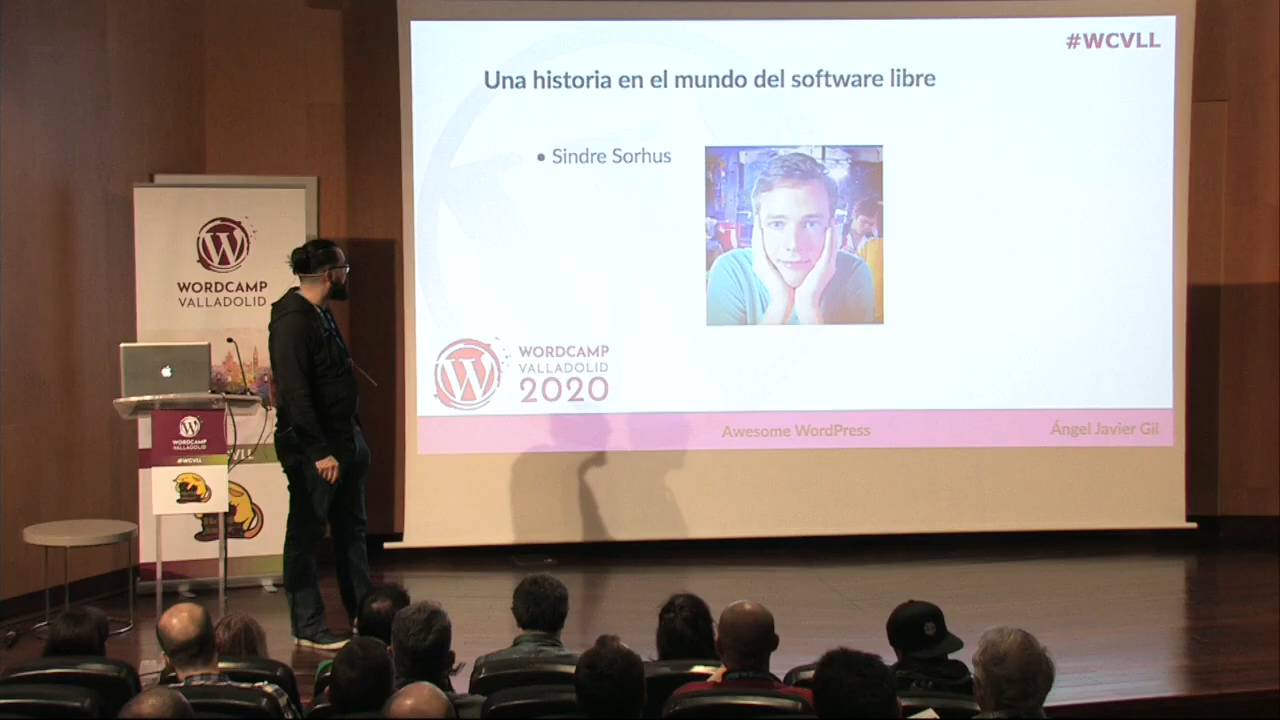 #WCVLL
Una historia en el mundo del software libre
• Sindre Sorhus
WORDCAMP
VALLADOLID
2020
Awesome WordPress
Ángel Javier Gil
WORDCAMP
VALLADOLID
WORDCAMP
VALLADOLID
#WCVLL
VLL